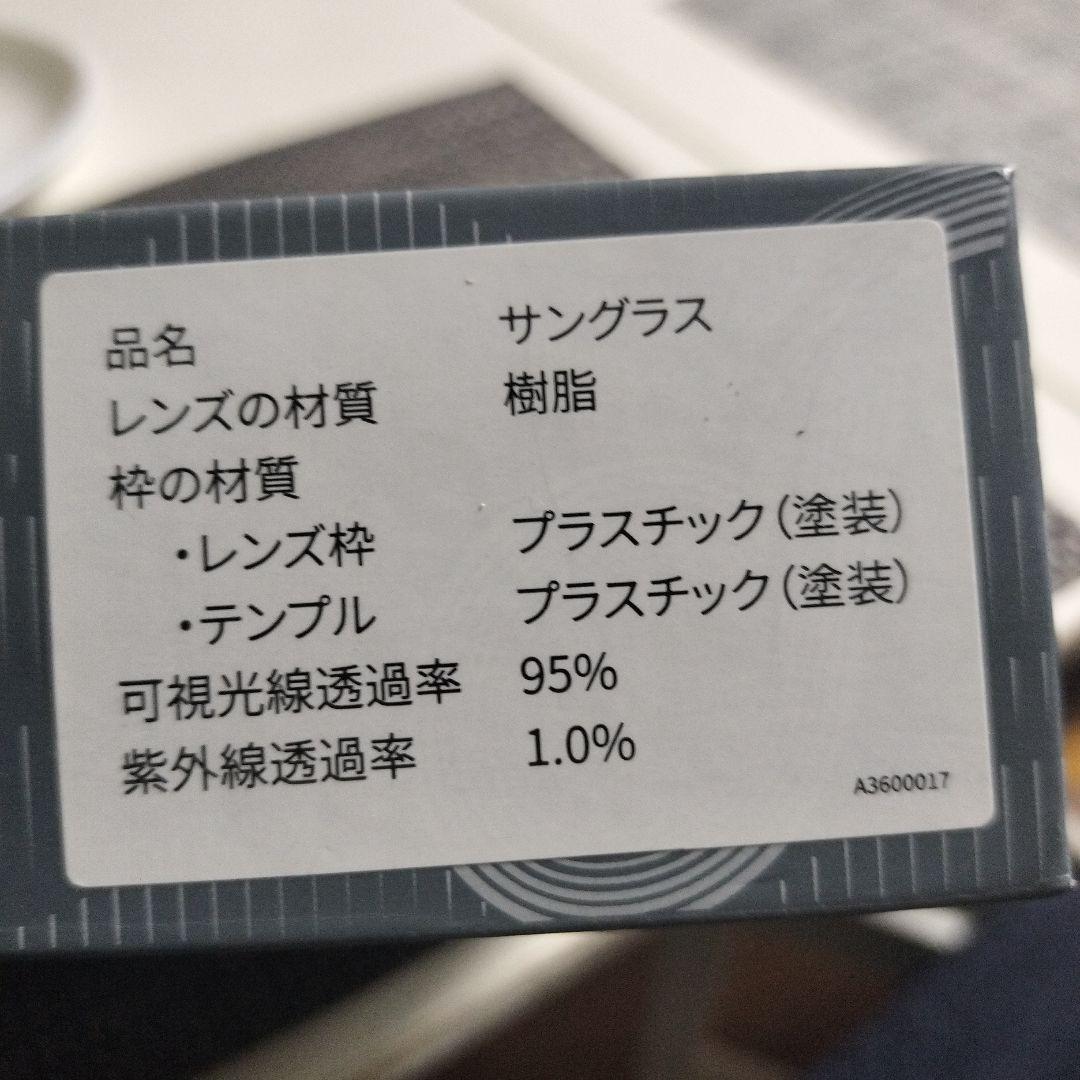 品名 サングラス
レンズの材質 樹脂
枠の材質
・レンズ枠 プラスチック(塗装)
・テンプル プラスチック(塗装)
可視光線透過率 95%
紫外線透過率 1.0%
A3600017